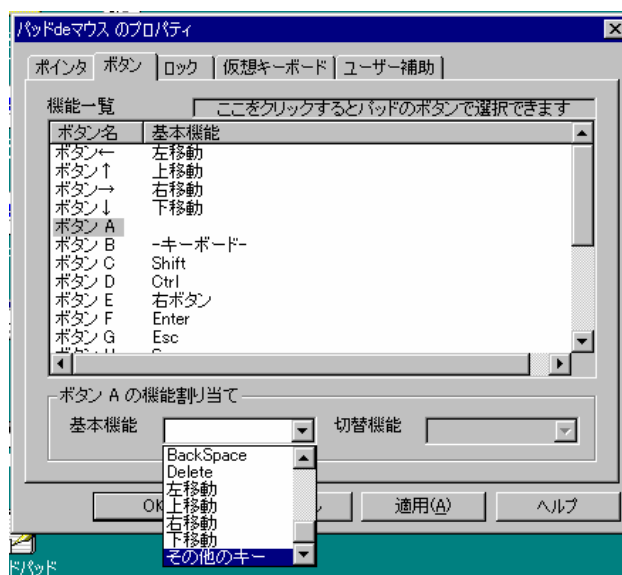 パッドdeマウス のプロパティ
ポインタ ボタン ロック 仮想キーボード ユーザー補助
機能一覧 ここをクリックするとパッドのボタンで選択できます
ボタン名 基本機能
ボタン← 左移動
ボタン↑ 上移動
ボタン→ 右移動
ボタン↓ 下移動
ボタン A
ボタン B -キーボード-
ボタン C Shift
ボタン D Ctrl
ボタン E 右ボタン
ボタン F Enter
ボタン G Esc
ボタン A の機能割り当て
基本機能 切替機能
BackSpace
Delete
左移動
上移動
右移動
下移動
その他のキー
OK 適用(A) ヘルプ
ドパッド